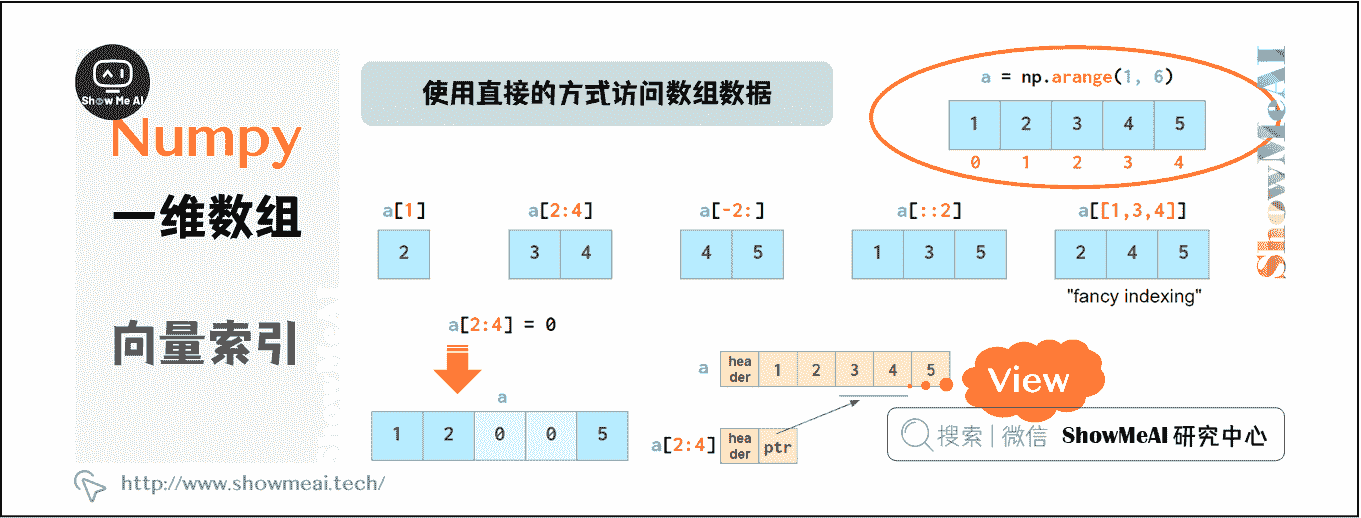 Show Me AI
Numpy
一维数组
向量索引
使用直接的方式访问数组数据
a = np.arange(1, 6)
1 2 3 4 5
0 1 2 3 4
ShowMeAI
a[1] a[2:4] a[-2:] a[::2] a[[1,3,4]]
2 3 4 4 5 1 3 5 2 4 5
"fancy indexing"
a[2:4] = 0
a
1 2 0 0 5
a header 1 2 3 4 5
View
a[2:4] header ptr
搜索 | 微信 ShowMeAI 研究中心
http://www.showmeai.tech/